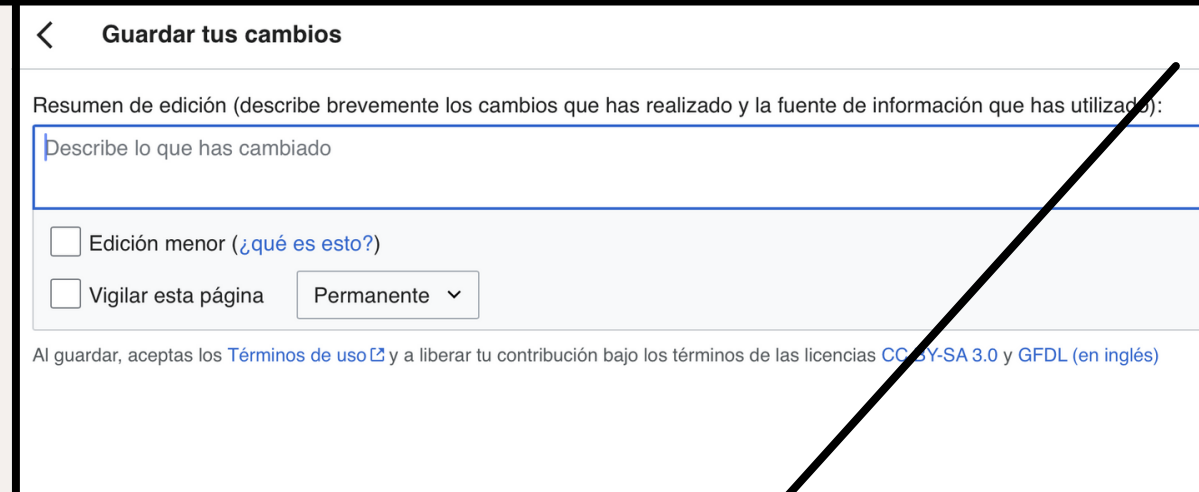 Guardar tus cambios
Resumen de edición (describe brevemente los cambios que has realizado y la fuente de información que has utilizado):
Describe lo que has cambiado
Edición menor (¿qué es esto?)
Vigilar esta página Permanente
Al guardar, aceptas los Términos de uso y a liberar tu contribución bajo los términos de las licencias CC BY-SA 3.0 y GFDL (en inglés)